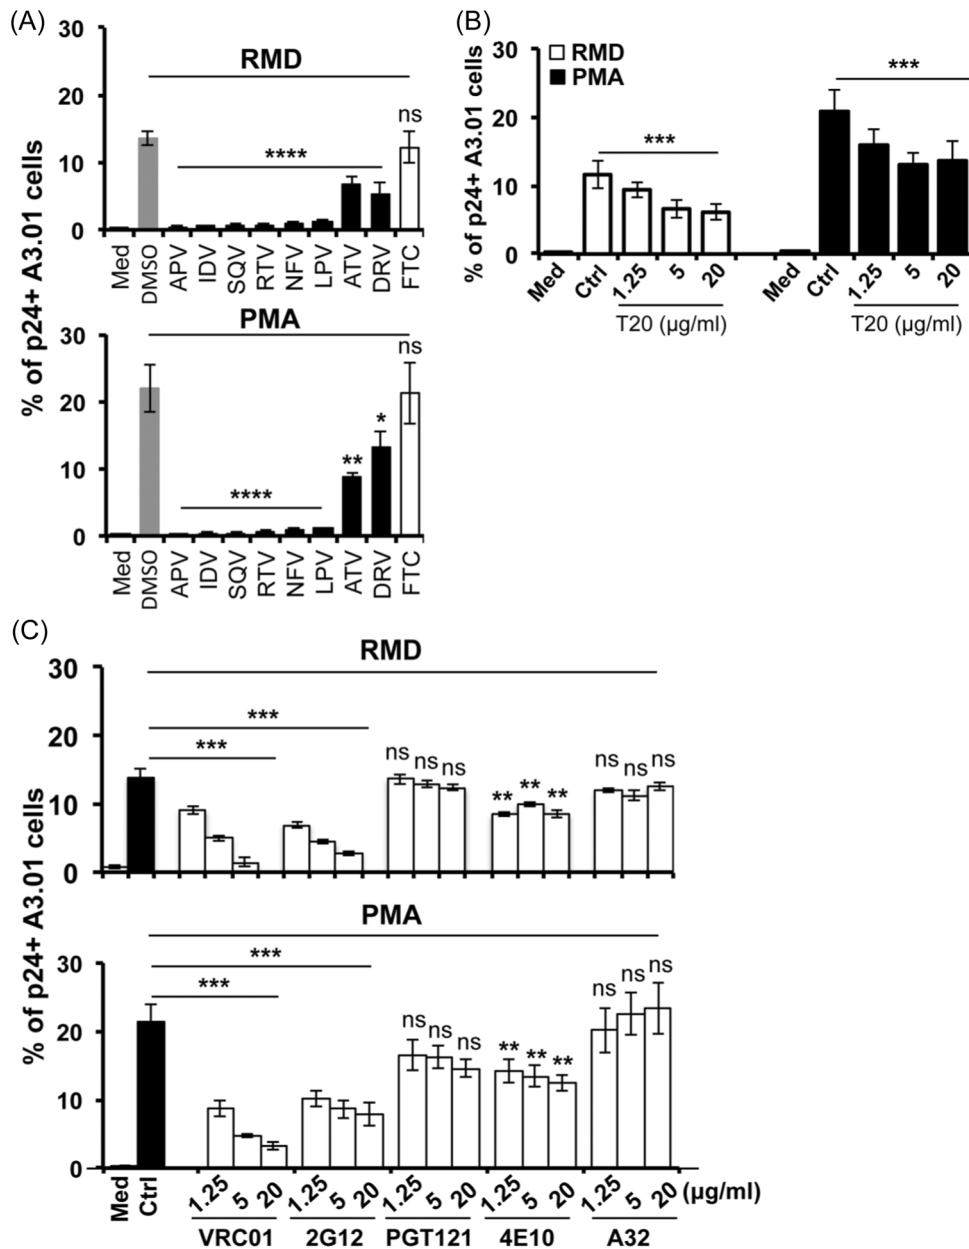 (A)
% of p24+ A3.01 cells
RMD
30
20
10
0
****
ns
Med DMSO APV IDV SQV RTV NFV LPV ATV DRV FTC
PMA
30
20
10
0
****
**
*
ns
Med DMSO APV IDV SQV RTV NFV LPV ATV DRV FTC
(B)
% of p24+ A3.01 cells
30
20
10
0
RMD
PMA
***
***
Med Ctrl 1.25 5 20 Med Ctrl 1.25 5 20
T20 (µg/ml) T20 (µg/ml)
(C)
% of p24+ A3.01 cells
RMD
30
20
10
0
***
***
ns ns ns
** ** **
ns ns ns
PMA
30
20
10
0
***
***
ns ns ns
** ** **
ns ns ns
Med Ctrl 1.25 5 20 1.25 5 20 1.25 5 20 1.25 5 20 1.25 5 20 (µg/ml)
VRC01 2G12 PGT121 4E10 A32